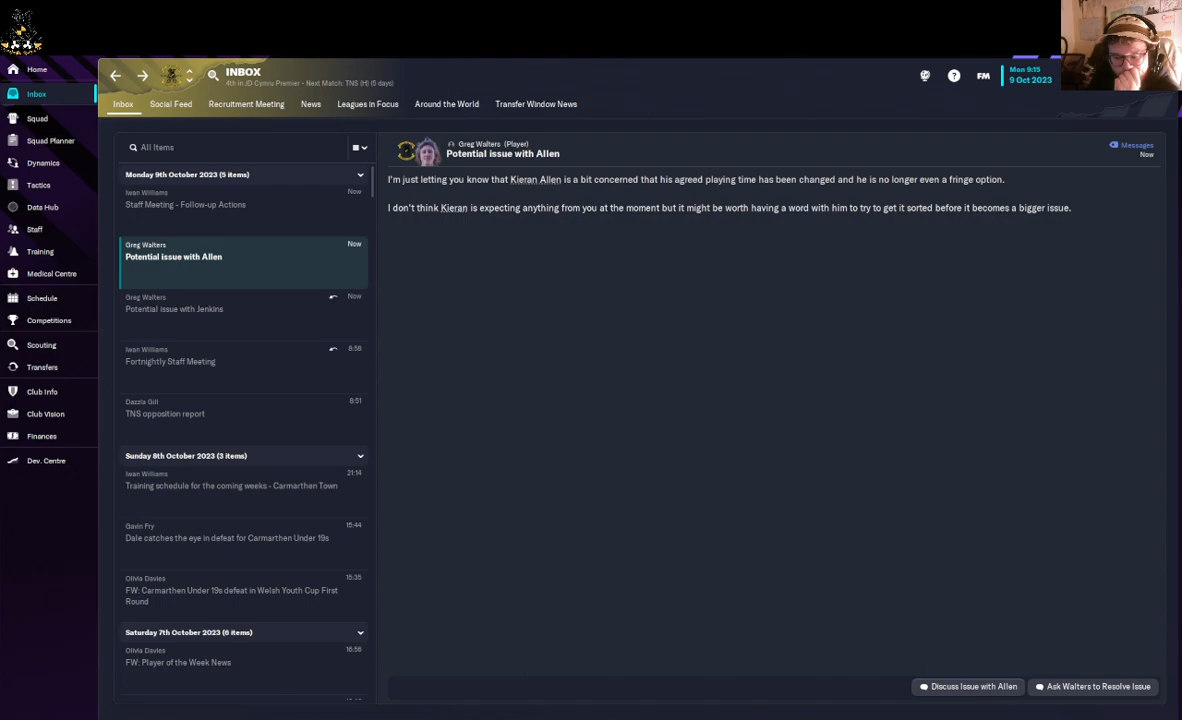 Home
Inbox
Squad
Squad Planner
Dynamics
Tactics
Data Hub
Staff
Training
Medical Centre
Schedule
Competitions
Scouting
Transfers
Club Info
Club Vision
Finances
Dev. Centre
INBOX
4th in JD Cymru Premier - Next Match: TNS (H) (5 days)
FM
Mon 9:15
9 Oct 2023
Inbox
Social Feed
Recruitment Meeting
News
Leagues in Focus
Around the World
Transfer Window News
All Items
Monday 9th October 2023 (5 items)
Iwan Williams Now
Staff Meeting - Follow-up Actions
Greg Walters Now
Potential issue with Allen
Greg Walters Now
Potential issue with Jenkins
Iwan Williams 8:58
Fortnightly Staff Meeting
Dazzla Gill 8:51
TNS opposition report
Sunday 8th October 2023 (3 items)
Iwan Williams 21:14
Training schedule for the coming weeks - Carmarthen Town
Gavin Fry 15:44
Dale catches the eye in defeat for Carmarthen Under 19s
Olivia Davies 15:35
FW: Carmarthen Under 19s defeat in Welsh Youth Cup First
Round
Saturday 7th October 2023 (6 items)
Olivia Davies 16:56
FW: Player of the Week News
Greg Walters (Player)
Potential issue with Allen
Messages
Now
I'm just letting you know that Kieran Allen is a bit concerned that his agreed playing time has been changed and he is no longer even a fringe option.
I don't think Kieran is expecting anything from you at the moment but it might be worth having a word with him to try to get it sorted before it becomes a bigger issue.
Discuss Issue with Allen
Ask Walters to Resolve Issue